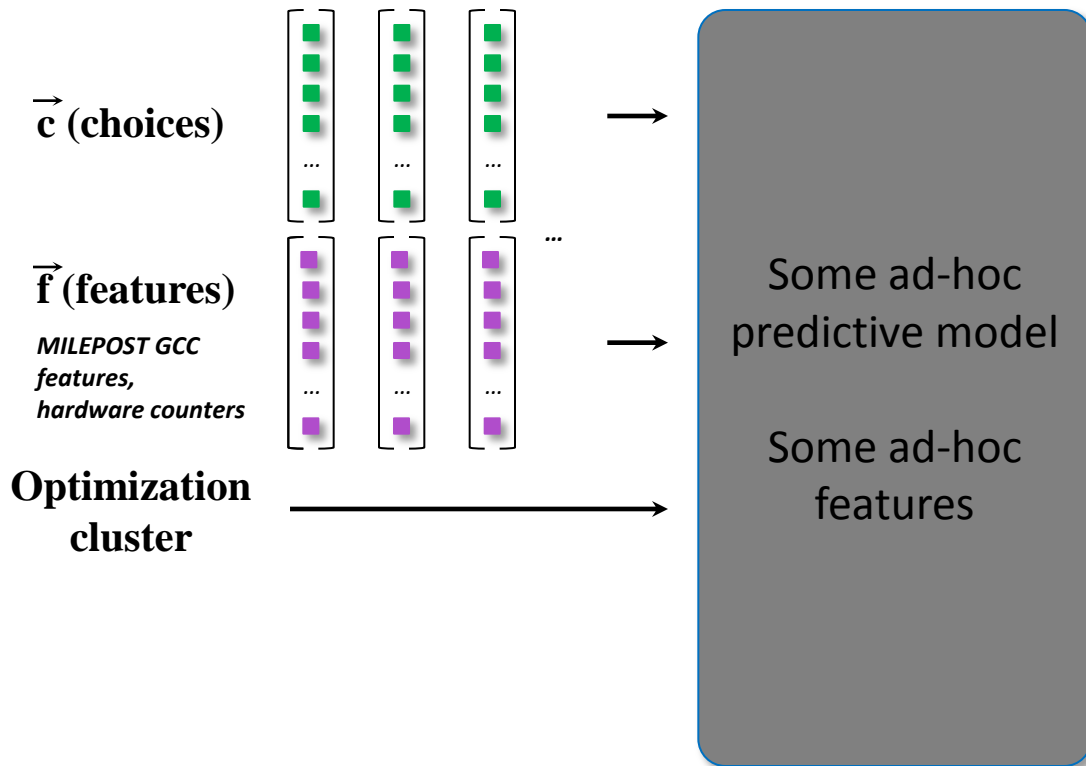 c (choices)
...
...
...
...
f (features)
MILEPOST GCC
features,
hardware counters
...
...
...
Optimization
cluster
Some ad-hoc
predictive model
Some ad-hoc
features